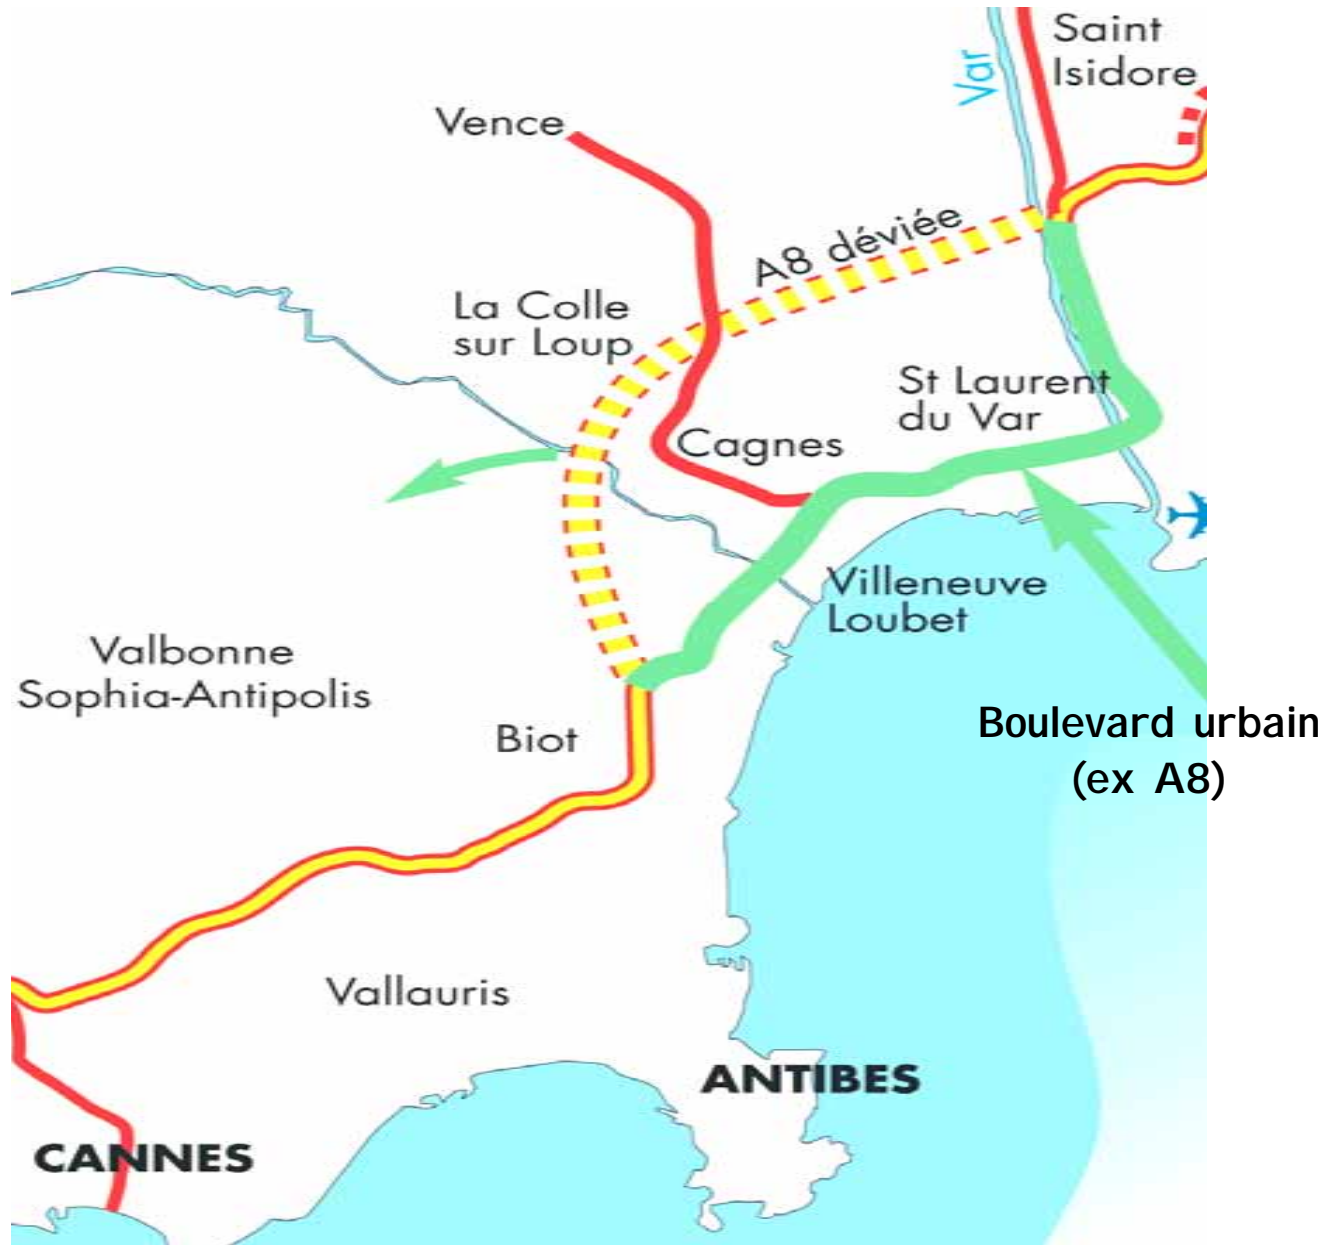 Saint
Isidore
Var
Vence
A8 déviée
La Colle
sur Loup
St Laurent
du Var
Cagnes
Villeneuve
Loubet
Valbonne
Sophia-Antipolis
Biot
Boulevard urbain
(ex A8)
Vallauris
ANTIBES
CANNES